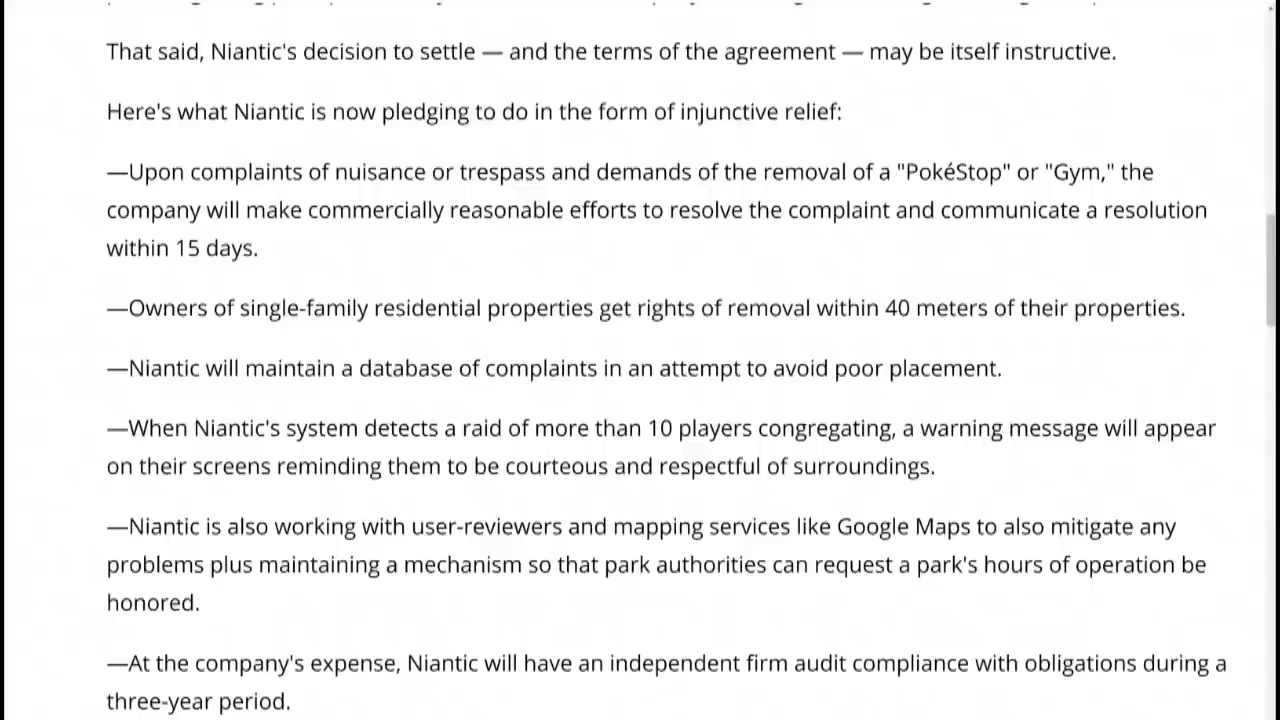 That said, Niantic's decision to settle — and the terms of the agreement — may be itself instructive.
Here's what Niantic is now pledging to do in the form of injunctive relief:
—Upon complaints of nuisance or trespass and demands of the removal of a "PokéStop" or "Gym," the
company will make commercially reasonable efforts to resolve the complaint and communicate a resolution
within 15 days.
—Owners of single-family residential properties get rights of removal within 40 meters of their properties.
—Niantic will maintain a database of complaints in an attempt to avoid poor placement.
—When Niantic's system detects a raid of more than 10 players congregating, a warning message will appear
on their screens reminding them to be courteous and respectful of surroundings.
—Niantic is also working with user-reviewers and mapping services like Google Maps to also mitigate any
problems plus maintaining a mechanism so that park authorities can request a park's hours of operation be
honored.
—At the company's expense, Niantic will have an independent firm audit compliance with obligations during a
three-year period.